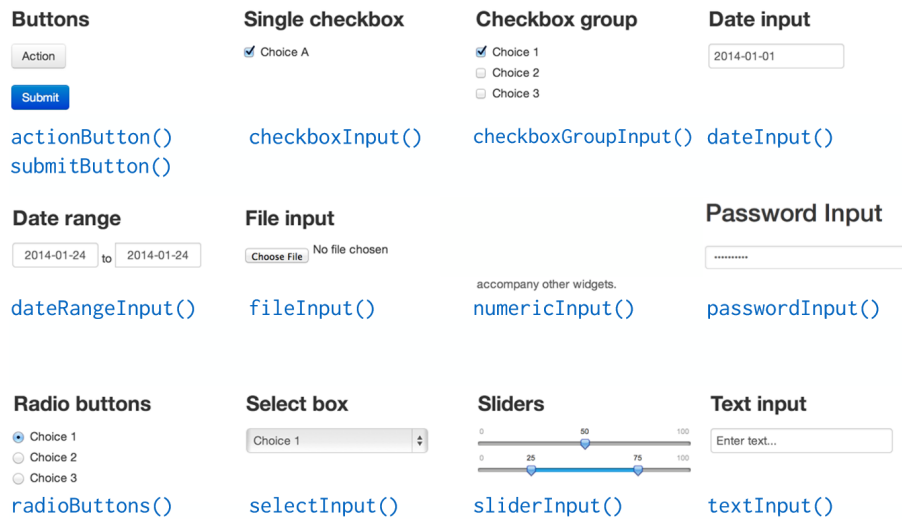 Buttons
Action
Submit
actionButton()
submitButton()
Single checkbox
Choice A
checkboxInput()
Checkbox group
Choice 1
Choice 2
Choice 3
checkboxGroupInput()
Date input
2014-01-01
dateInput()
Date range
2014-01-24 to 2014-01-24
dateRangeInput()
File input
Choose File No file chosen
fileInput()
accompany other widgets.
numericInput()
Password Input
••••••••••
passwordInput()
Radio buttons
Choice 1
Choice 2
Choice 3
radioButtons()
Select box
Choice 1
selectInput()
Sliders
0 50 100
0 25 75 100
sliderInput()
Text input
Enter text...
textInput()